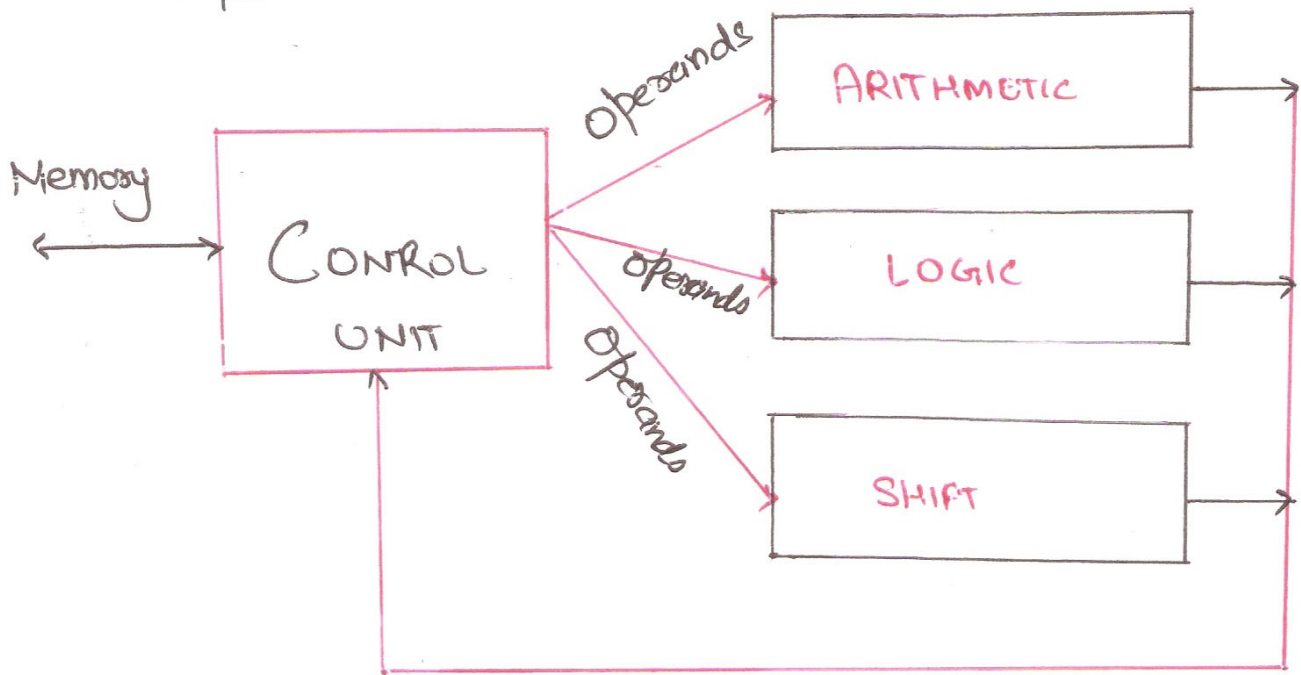 Operands
ARITHMETIC
Memory
CONROL
UNIT
Operands
LOGIC
Operands
SHIFT